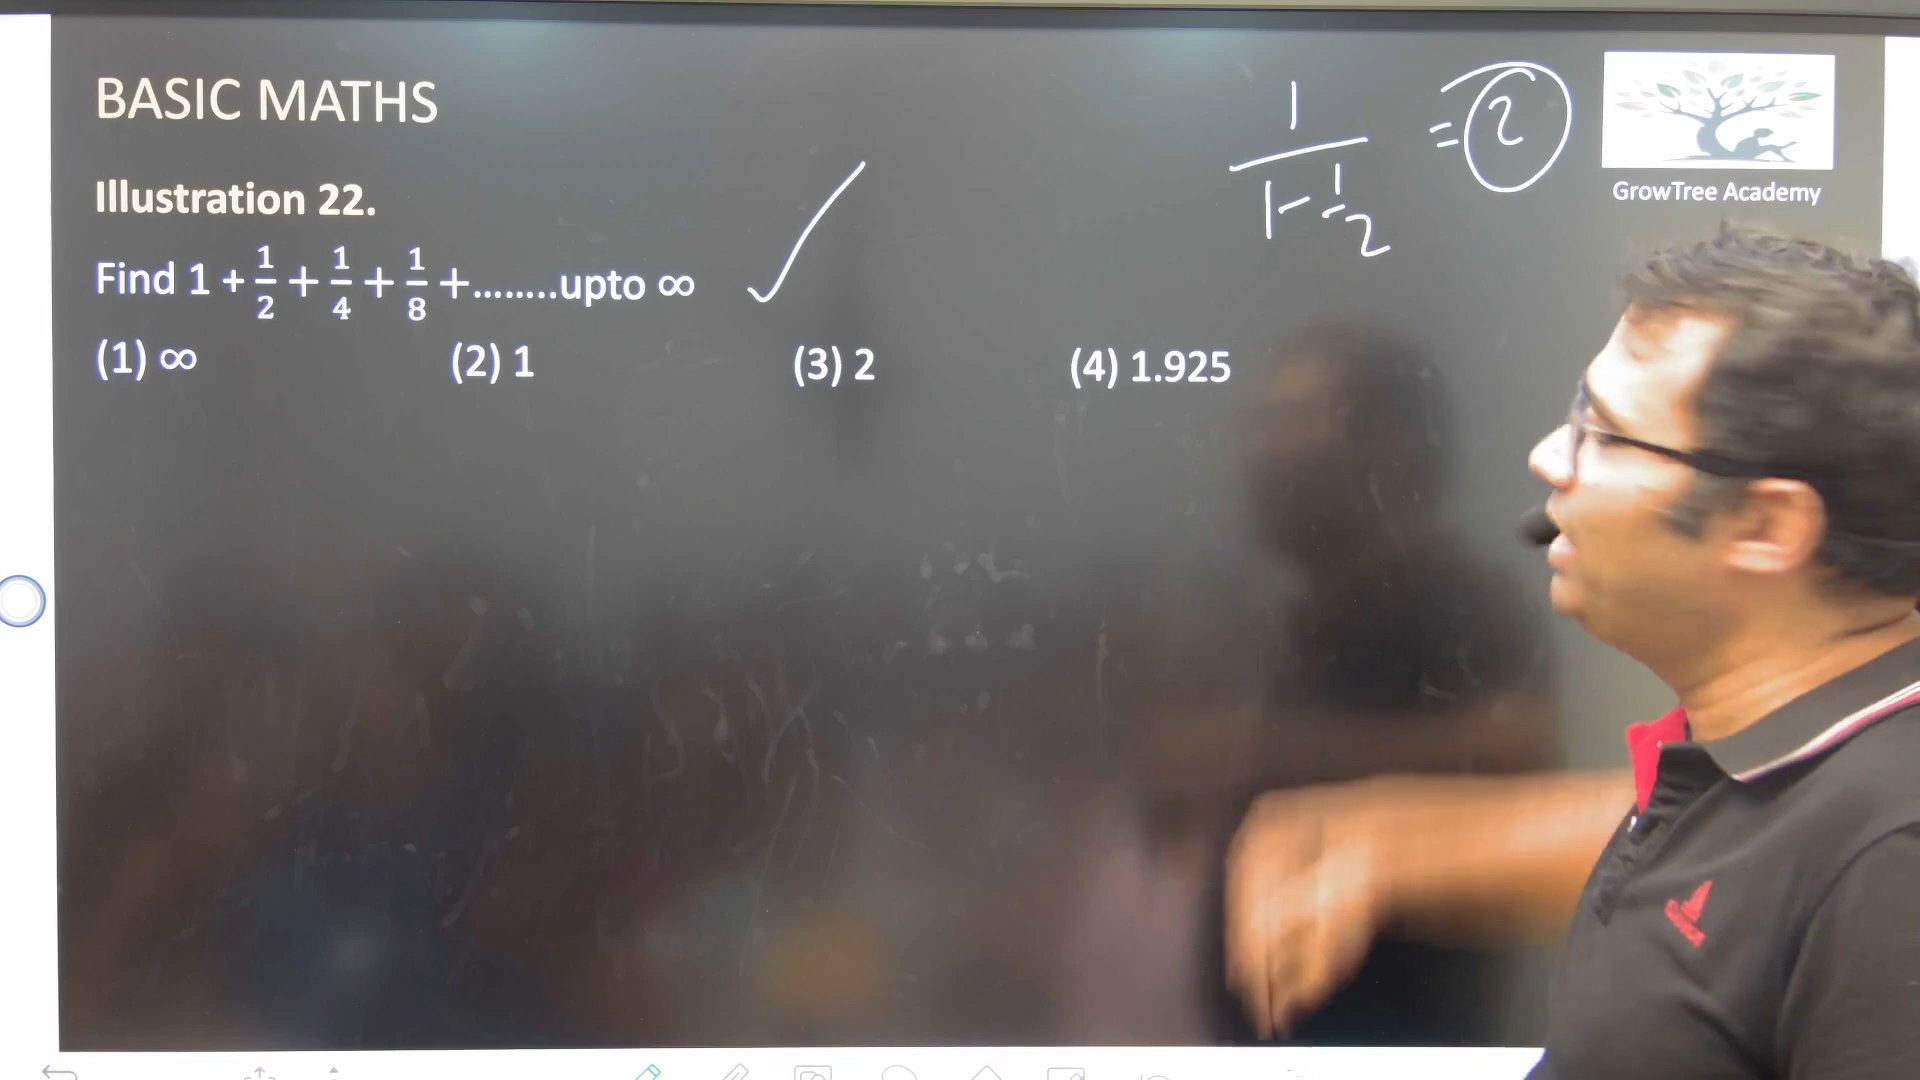 BASIC MATHS
Illustration 22.
Find 1 + 1/2 + 1/4 + 1/8 +........upto ∞
(1) ∞ (2) 1 (3) 2 (4) 1.925
1/(1-1/2) = 2
GrowTree Academy